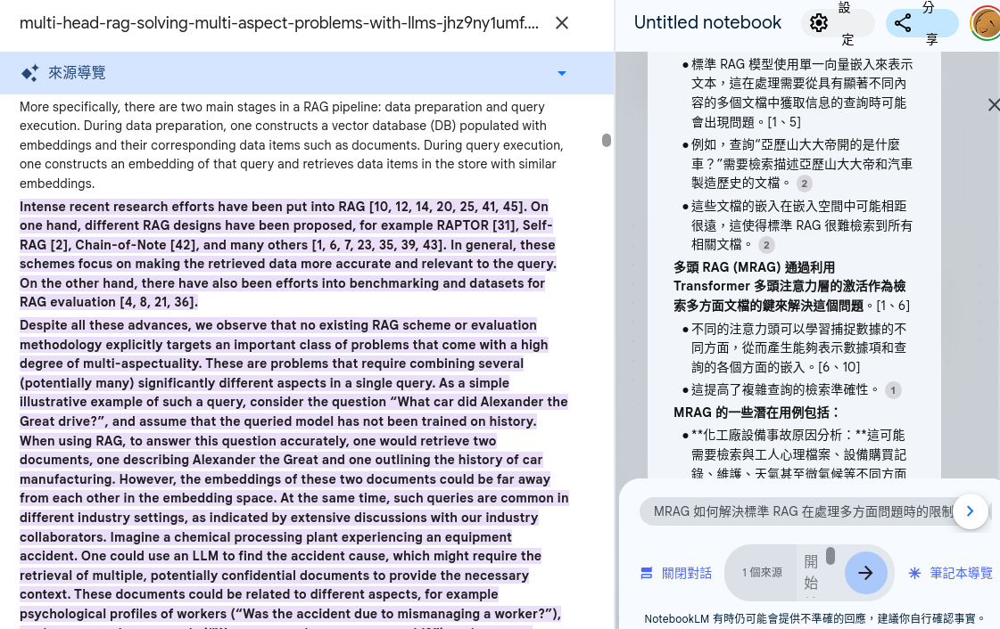 multi-head-rag-solving-multi-aspect-problems-with-llms-jhz9ny1umf....
來源導覽
More specifically, there are two main stages in a RAG pipeline: data preparation and query
execution. During data preparation, one constructs a vector database (DB) populated with
embeddings and their corresponding data items such as documents. During query execution,
one constructs an embedding of that query and retrieves data items in the store with similar
embeddings.
Intense recent research efforts have been put into RAG [10, 12, 14, 20, 25, 41, 45]. On
one hand, different RAG designs have been proposed, for example RAPTOR [31], Self-
RAG [2], Chain-of-Note [42], and many others [1, 6, 7, 23, 35, 39, 43]. In general, these
schemes focus on making the retrieved data more accurate and relevant to the query.
On the other hand, there have also been efforts into benchmarking and datasets for
RAG evaluation [4, 8, 21, 36].
Despite all these advances, we observe that no existing RAG scheme or evaluation
methodology explicitly targets an important class of problems that come with a high
degree of multi-aspectuality. These are problems that require combining several
(potentially many) significantly different aspects in a single query. As a simple
illustrative example of such a query, consider the question “What car did Alexander the
Great drive?”, and assume that the queried model has not been trained on history.
When using RAG, to answer this question accurately, one would retrieve two
documents, one describing Alexander the Great and one outlining the history of car
manufacturing. However, the embeddings of these two documents could be far away
from each other in the embedding space. At the same time, such queries are common in
different industry settings, as indicated by extensive discussions with our industry
collaborators. Imagine a chemical processing plant experiencing an equipment
accident. One could use an LLM to find the accident cause, which might require the
retrieval of multiple, potentially confidential documents to provide the necessary
context. These documents could be related to different aspects, for example
psychological profiles of workers (“Was the accident due to mismanaging a worker?”),
Untitled notebook
設
定
分
享
● 標準 RAG 模型使用單一向量嵌入來表示
文本，這在處理需要從具有顯著不同內
容的多個文檔中獲取信息的查詢時可能
會出現問題。[1、5]
● 例如，查詢“亞歷山大大帝開的是什麼
車？”需要檢索描述亞歷山大大帝和汽車
製造歷史的文檔。 2
● 這些文檔的嵌入在嵌入空間中可能相距
很遠，這使得標準 RAG 很難檢索到所有
相關文檔。 2
多頭 RAG (MRAG) 通過利用
Transformer 多頭注意力層的激活作為檢
索多方面文檔的鍵來解決這個問題。[1、6]
● 不同的注意力頭可以學習捕捉數據的不
同方面，從而產生能夠表示數據項和查
詢的各個方面的嵌入。[6、10]
● 這提高了複雜查詢的檢索準確性。 1
MRAG 的一些潛在用例包括：
● **化工廠設備事故原因分析：**這可能
需要檢索與工人心理檔案、設備購買記
錄、維護、天氣甚至微氣候等不同方面
MRAG 如何解決標準 RAG 在處理多方面問題時的限制
關閉對話
1 個來源
開
始
筆記本導覽
NotebookLM 有時仍可能會提供不準確的回應，建議你自行確認事實。